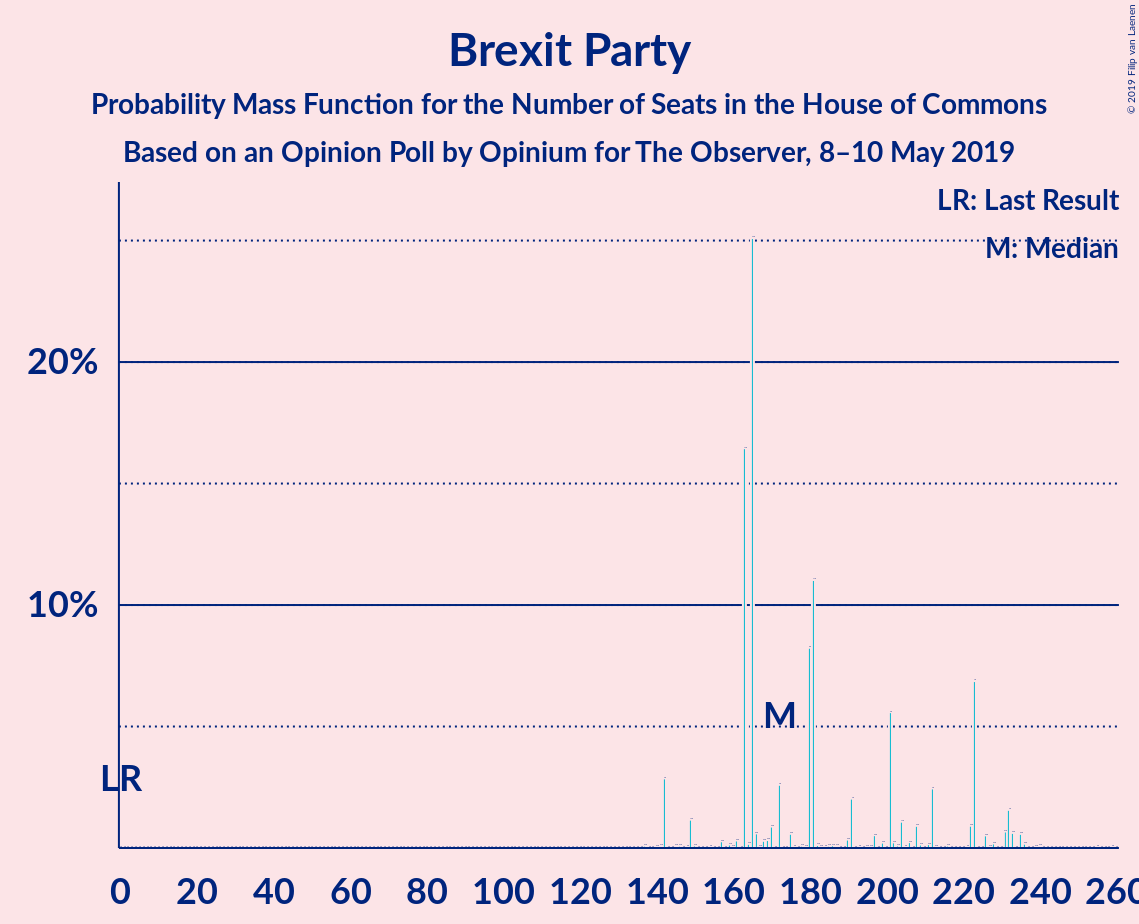 Brexit Party
Probability Mass Function for the Number of Seats in the House of Commons
Based on an Opinion Poll by Opinium for The Observer, 8–10 May 2019
© 2019 Filip van Laenen
LR: Last Result
M: Median
20%
10%
M
LR
0 20 40 60 80 100 120 140 160 180 200 220 240 260